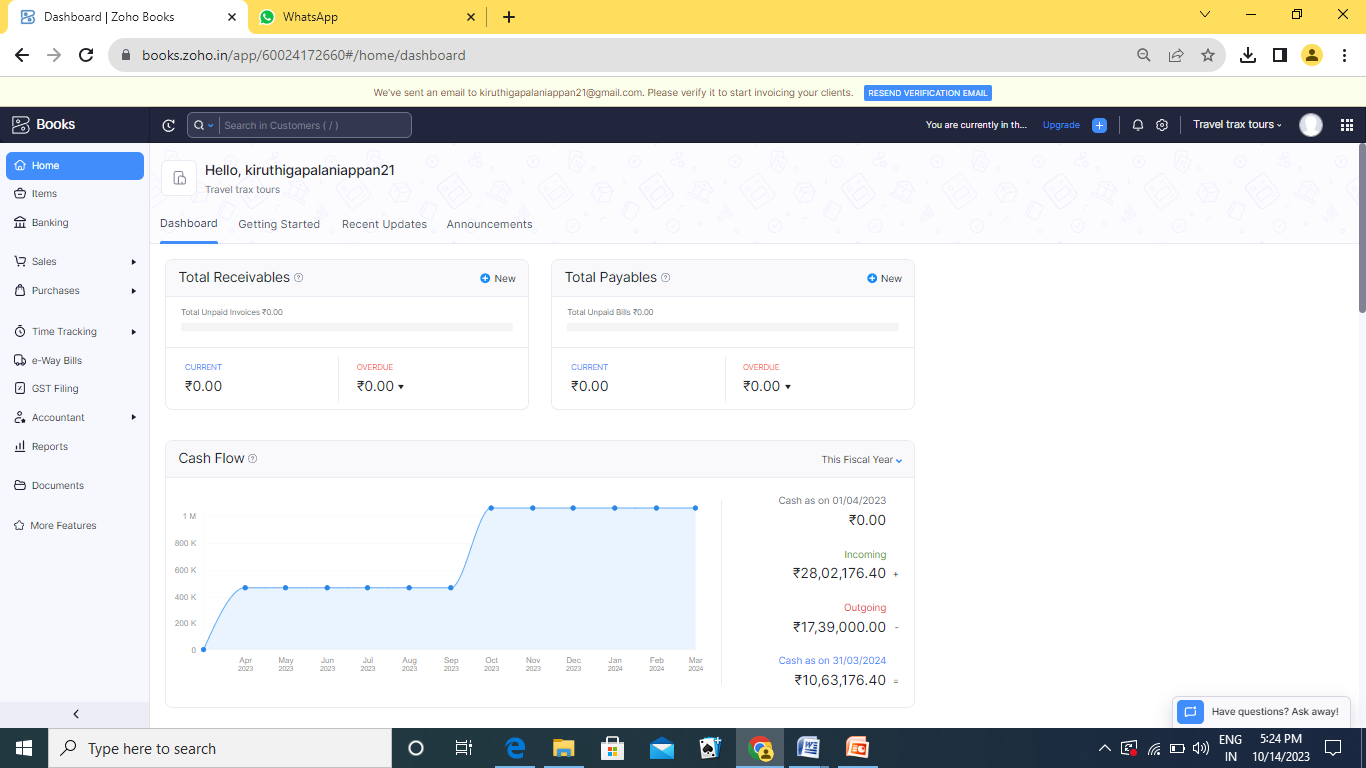 Dashboard | Zoho Books
WhatsApp
books.zoho.in/app/60024172660#/home/dashboard
We've sent an email to kiruthigapalaniappan21@gmail.com. Please verify it to start invoicing your clients. RESEND VERIFICATION EMAIL
Books
Search in Customers ( / )
You are currently in th... Upgrade
Travel trax tours
Home
Items
Banking
Sales
Purchases
Time Tracking
e-Way Bills
GST Filing
Accountant
Reports
Documents
More Features
Hello, kiruthigapalaniappan21
Travel trax tours
Dashboard Getting Started Recent Updates Announcements
Total Receivables
New
Total Unpaid Invoices ₹0.00
CURRENT
₹0.00
OVERDUE
₹0.00
Total Payables
New
Total Unpaid Bills ₹0.00
CURRENT
₹0.00
OVERDUE
₹0.00
Cash Flow
This Fiscal Year
1 M
800 K
600 K
400 K
200 K
0
Apr May Jun Jul Aug Sep Oct Nov Dec Jan Feb Mar
2023 2023 2023 2023 2023 2023 2023 2023 2023 2024 2024 2024
Cash as on 01/04/2023
₹0.00
Incoming
₹28,02,176.40 +
Outgoing
₹17,39,000.00 -
Cash as on 31/03/2024
₹10,63,176.40 =
Have questions? Ask away!
Type here to search
ENG
IN
5:24 PM
10/14/2023